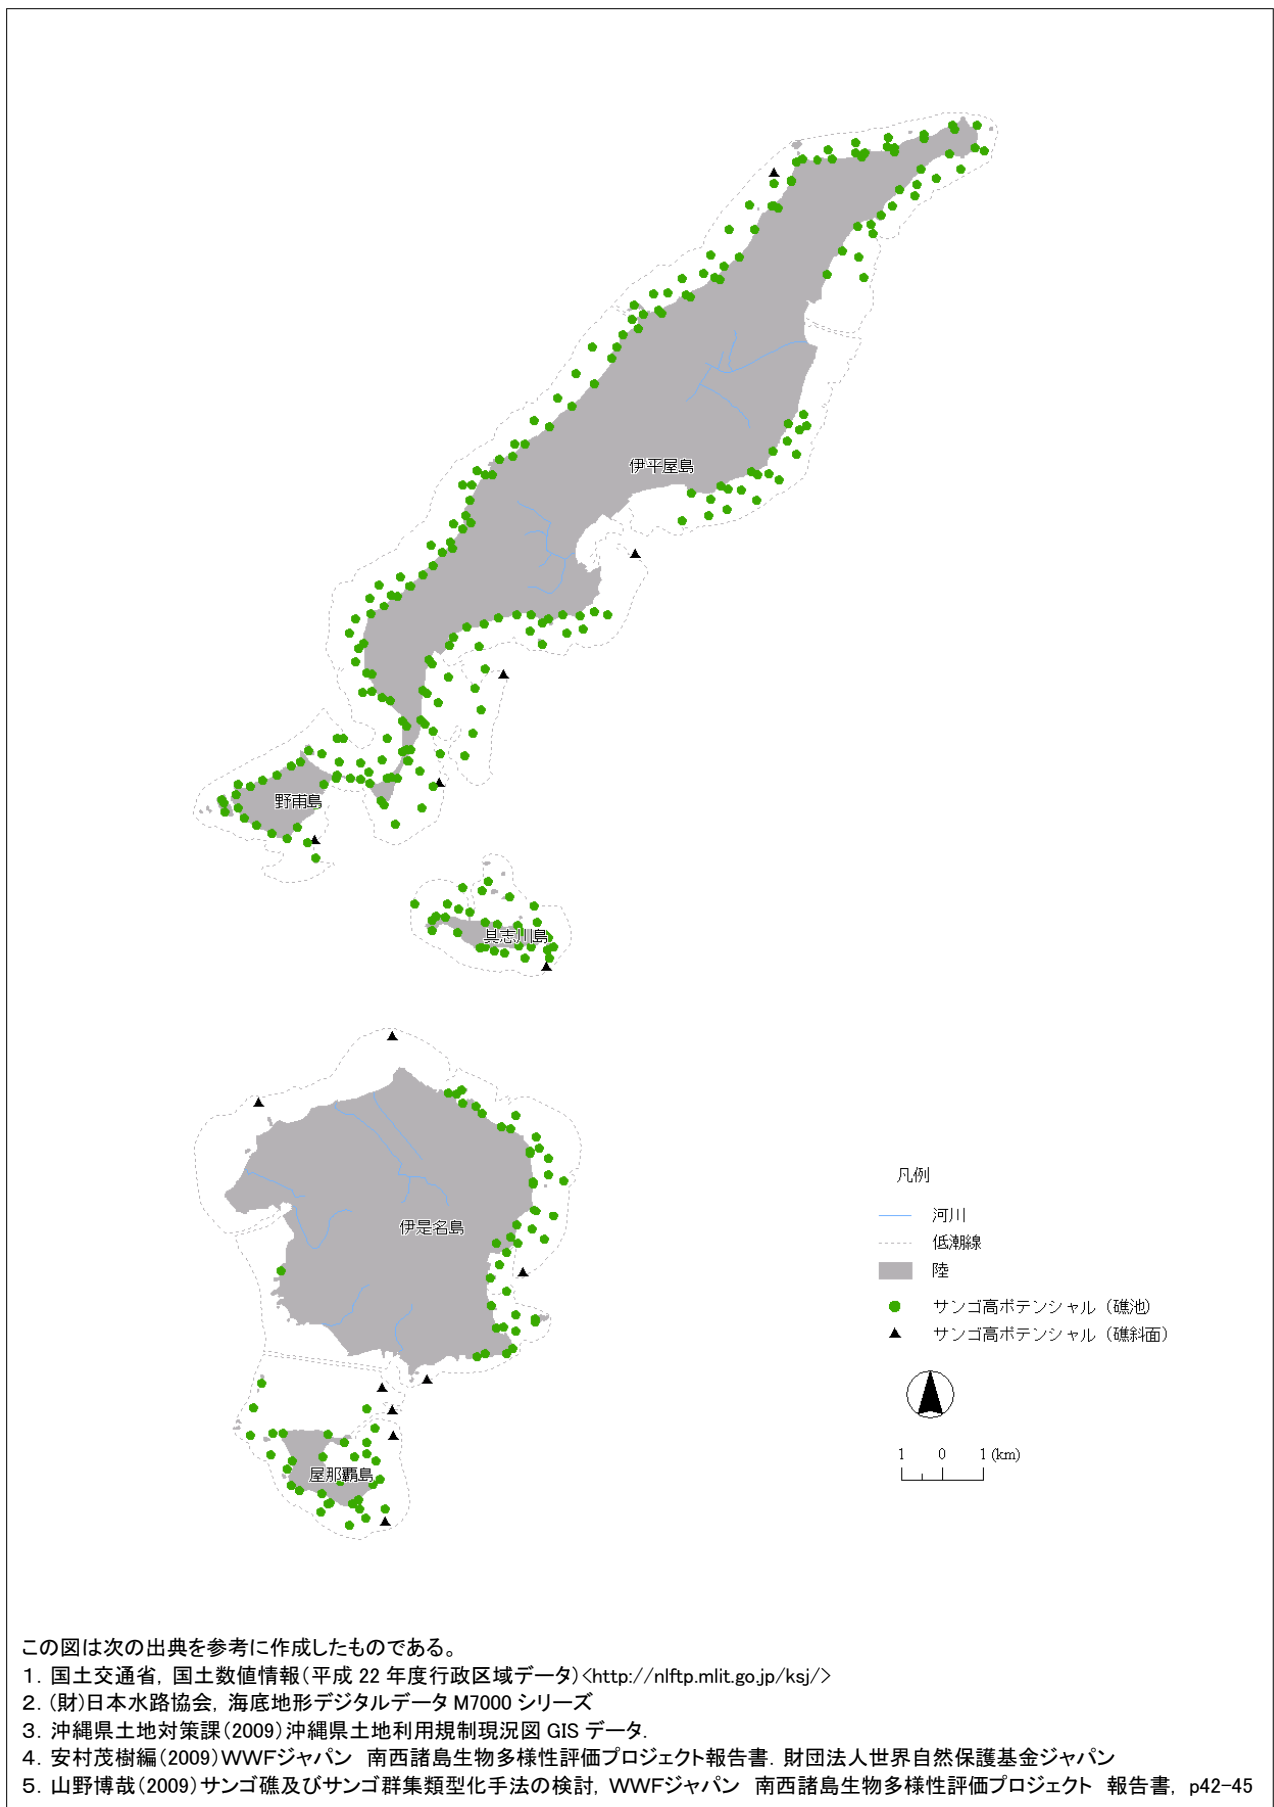 伊平屋島
野甫島
具志川島
伊是名島
屋那覇島
凡例
河川
低潮線
陸
サンゴ高ポテンシャル（礁池）
サンゴ高ポテンシャル（礁斜面）
1 0 1 (km)
この図は次の出典を参考に作成したものである。
1. 国土交通省, 国土数値情報(平成 22 年度行政区域データ)<http://nlftp.mlit.go.jp/ksj/>
2. (財)日本水路協会, 海底地形デジタルデータ M7000 シリーズ
3. 沖縄県土地対策課(2009)沖縄県土地利用規制現況図 GIS データ.
4. 安村茂樹編(2009)WWFジャパン 南西諸島生物多様性評価プロジェクト報告書. 財団法人世界自然保護基金ジャパン
5. 山野博哉(2009)サンゴ礁及びサンゴ群集類型化手法の検討, WWFジャパン 南西諸島生物多様性評価プロジェクト 報告書, p42-45